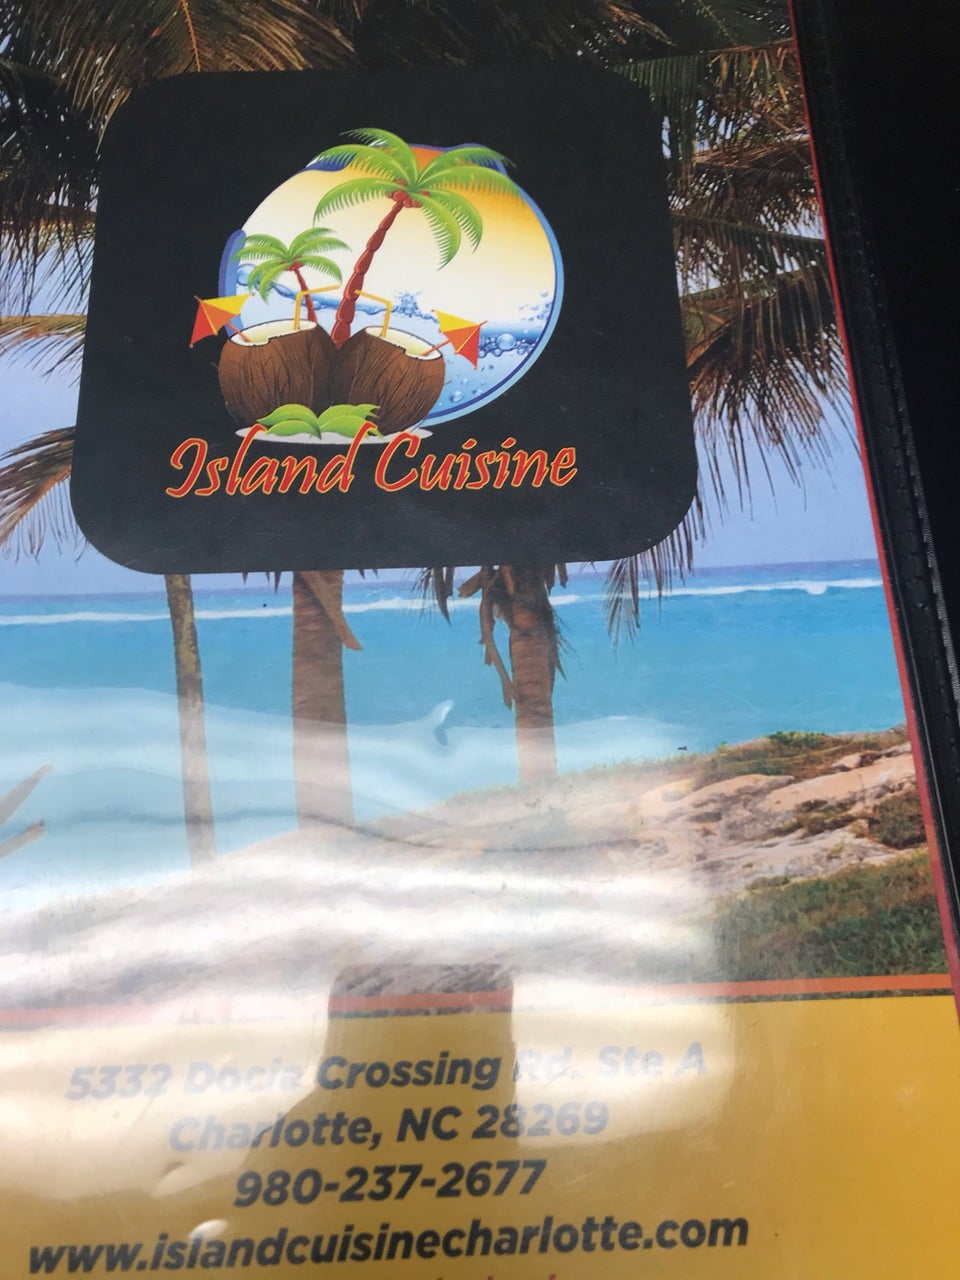 Island Cuisine
5332 Docia Crossing Rd. Ste A
Charlotte, NC 28269
980-237-2677
www.islandcuisinecharlotte.com